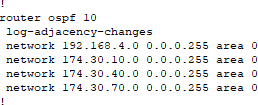 !
router ospf 10
 log-adjacency-changes
 network 192.168.4.0 0.0.0.255 area 0
 network 174.30.10.0 0.0.0.255 area 0
 network 174.30.40.0 0.0.0.255 area 0
 network 174.30.70.0 0.0.0.255 area 0
!